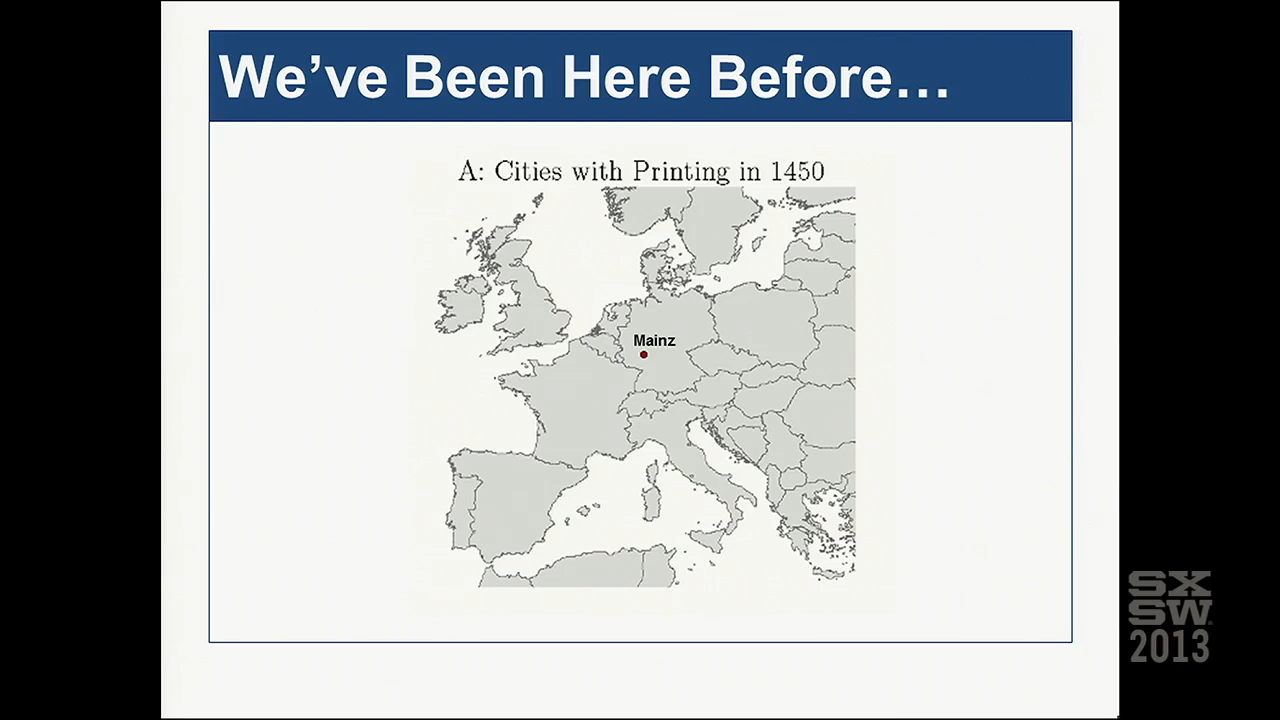 We've Been Here Before…
A: Cities with Printing in 1450
Mainz
SX
SW
2013